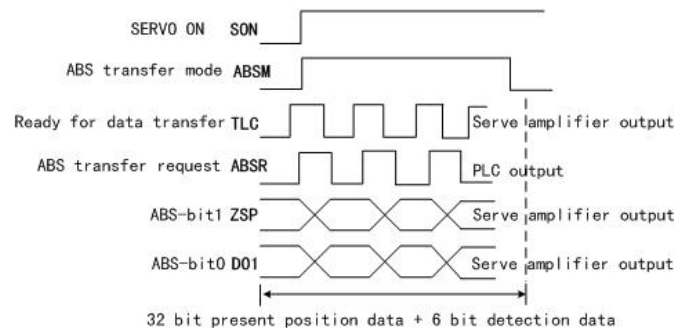 SERVO ON SON
ABS transfer mode ABSM
Ready for data transfer TLC Serve amplifier output
ABS transfer request ABSR PLC output
ABS-bit1 ZSP Serve amplifier output
ABS-bit0 DO1 Serve amplifier output
32 bit present position data + 6 bit detection data